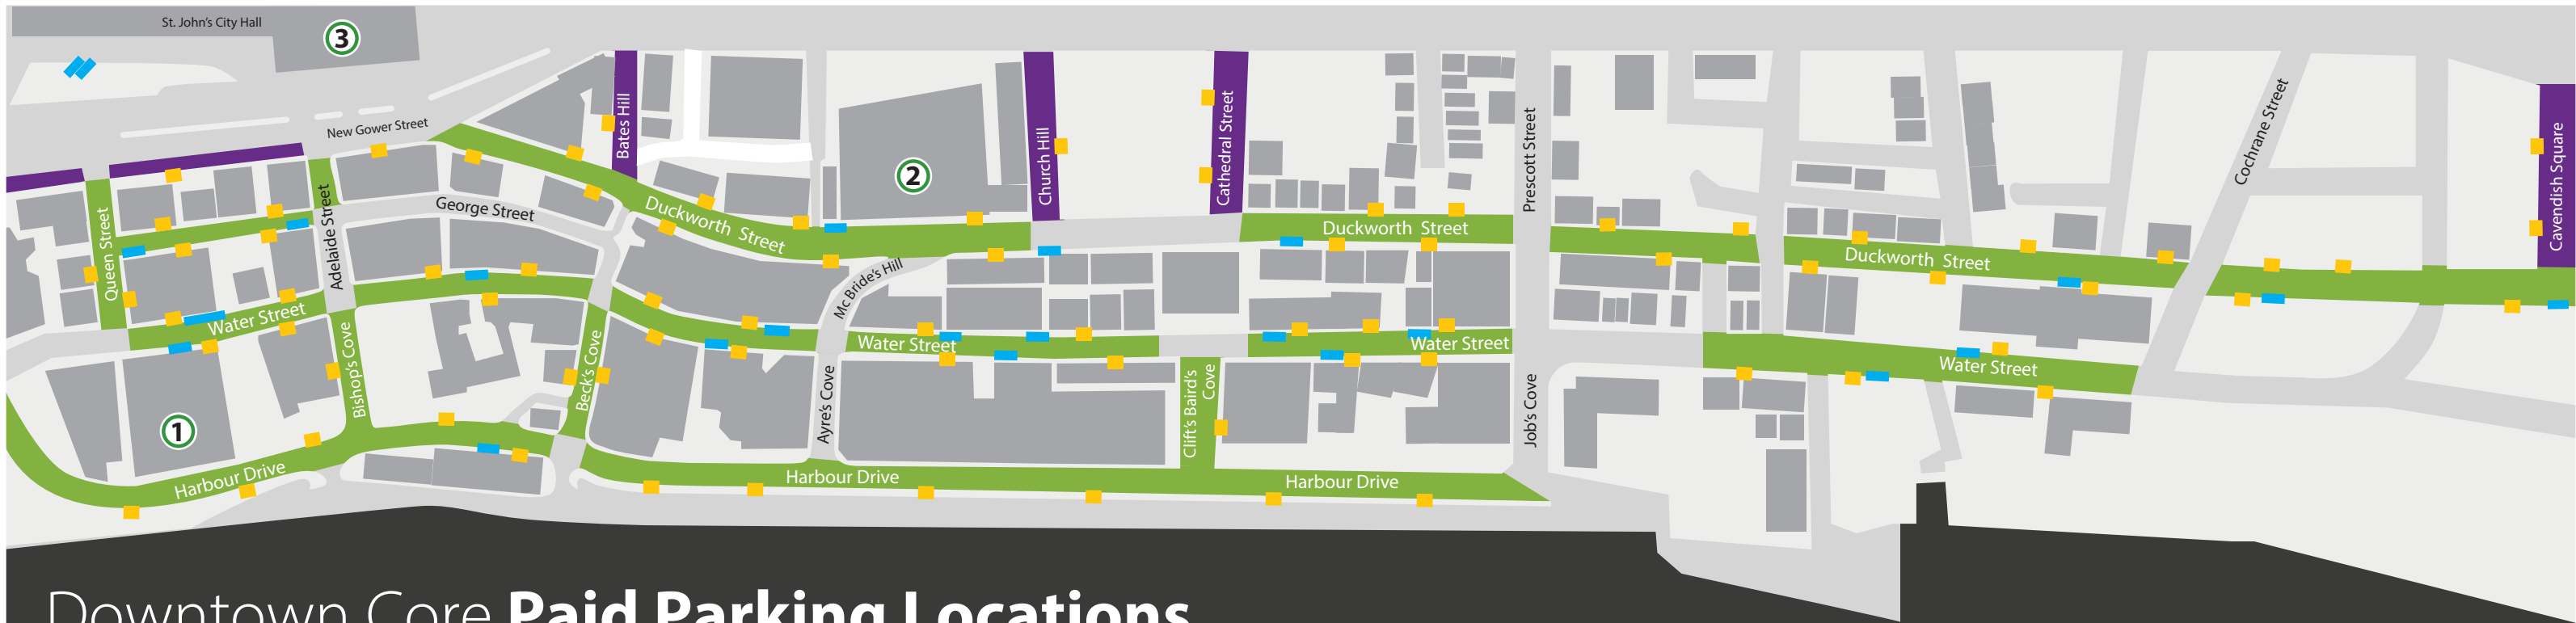 St. John's City Hall
3
New Gower Street
Bates Hill
Church Hill
Cathedral Street
Prescott Street
Cochrane Street
Cavendish Square
2
Queen Street
Adelaide Street
George Street
Duckworth Street
Duckworth Street
Duckworth Street
Mc Bride's Hill
Water Street
Water Street
Water Street
Water Street
Bishop's Cove
Beck's Cove
Ayre's Cove
Clift's Baird's
Cove
Job's Cove
1
Harbour Drive
Harbour Drive
Harbour Drive
Downtown Core Paid Parking Locations